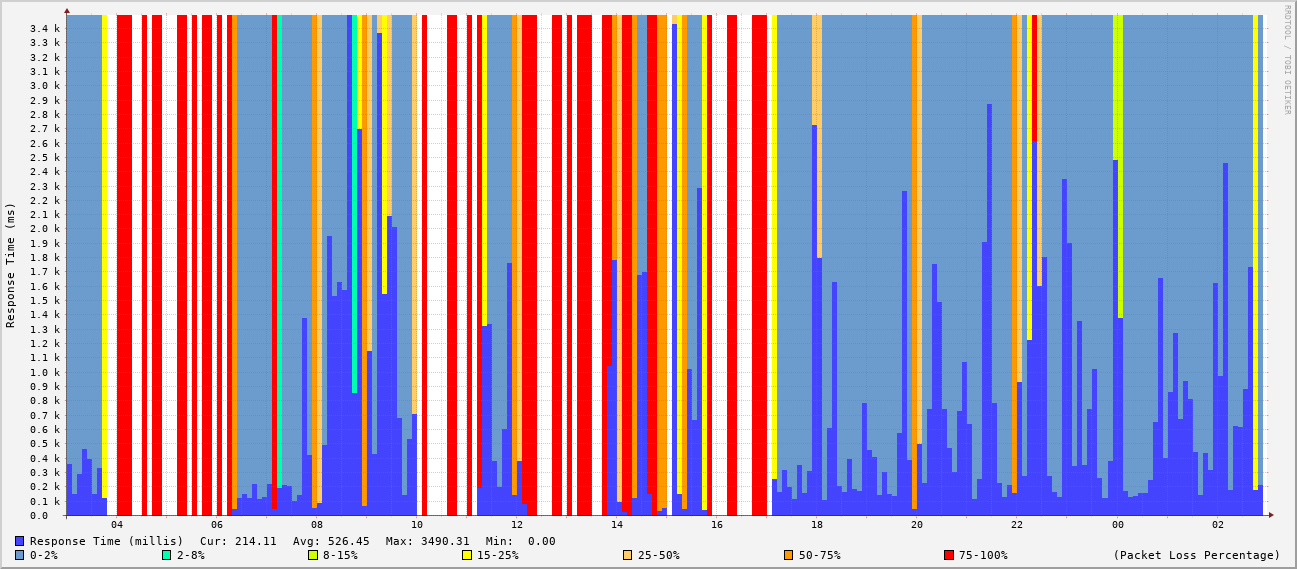 RRDTOOL / TOBI OETIKER
Response Time (ms)
3.4 k
3.3 k
3.2 k
3.1 k
3.0 k
2.9 k
2.8 k
2.7 k
2.6 k
2.5 k
2.4 k
2.3 k
2.2 k
2.1 k
2.0 k
1.9 k
1.8 k
1.7 k
1.6 k
1.5 k
1.4 k
1.3 k
1.2 k
1.1 k
1.0 k
0.9 k
0.8 k
0.7 k
0.6 k
0.5 k
0.4 k
0.3 k
0.2 k
0.1 k
0.0
04 06 08 10 12 14 16 18 20 22 00 02
Response Time (millis) Cur: 214.11 Avg: 526.45 Max: 3490.31 Min: 0.00
0-2% 2-8% 8-15% 15-25% 25-50% 50-75% 75-100% (Packet Loss Percentage)